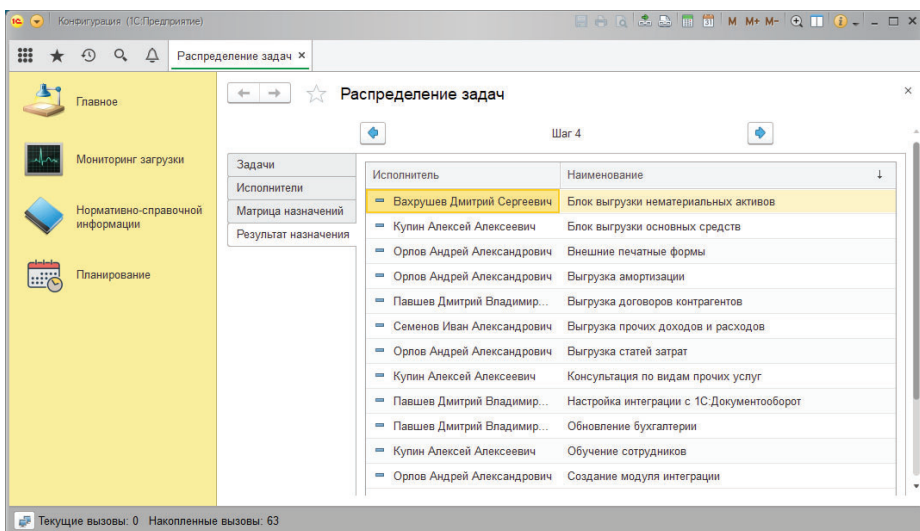 Конфигурация (1С:Предприятие)
M M+ M-
Распределение задач ×
Главное
Мониторинг загрузки
Нормативно-справочной
информации
Планирование
Распределение задач
Шаг 4
Задачи
Исполнители
Матрица назначений
Результат назначения
Исполнитель Наименование ↓
Вахрушев Дмитрий Сергеевич Блок выгрузки нематериальных активов
Купин Алексей Алексеевич Блок выгрузки основных средств
Орлов Андрей Александрович Внешние печатные формы
Орлов Андрей Александрович Выгрузка амортизации
Павшев Дмитрий Владимир... Выгрузка договоров контрагентов
Семенов Иван Александрович Выгрузка прочих доходов и расходов
Орлов Андрей Александрович Выгрузка статей затрат
Купин Алексей Алексеевич Консультация по видам прочих услуг
Павшев Дмитрий Владимир... Настройка интеграции с 1С:Документооборот
Павшев Дмитрий Владимир... Обновление бухгалтерии
Купин Алексей Алексеевич Обучение сотрудников
Орлов Андрей Александрович Создание модуля интеграции
Текущие вызовы: 0 Накопленные вызовы: 63